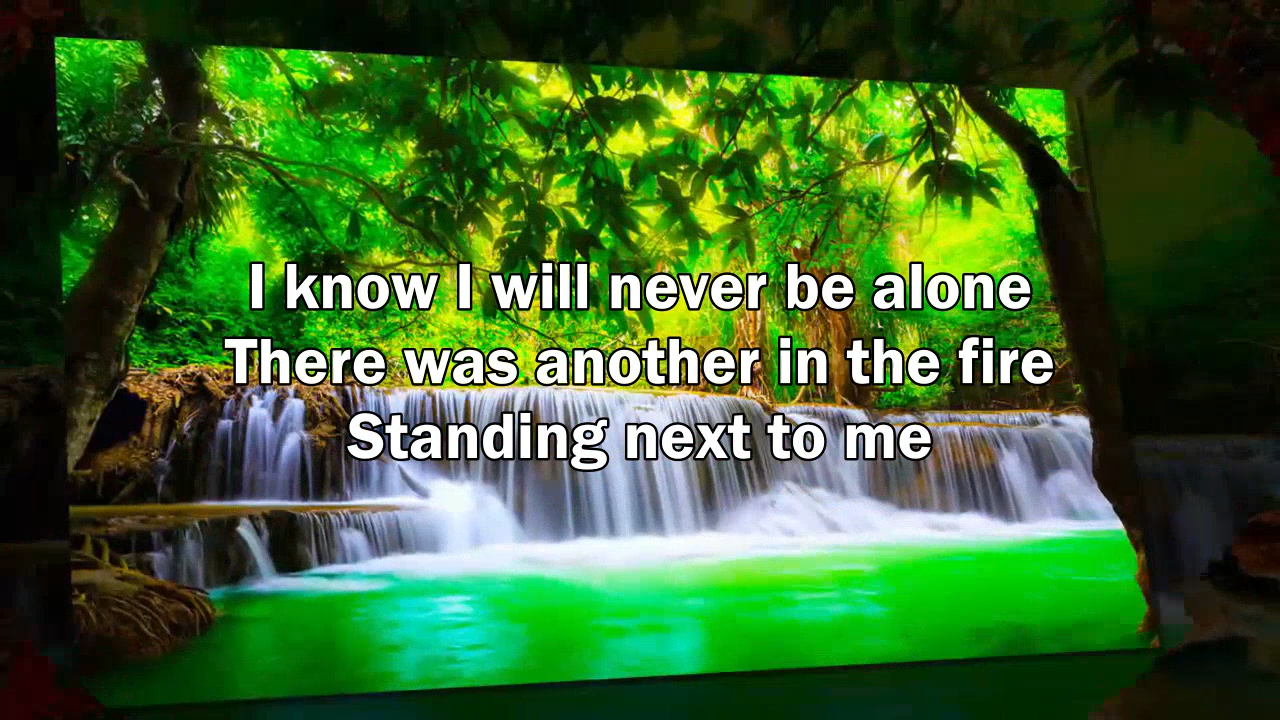 I know I will never be alone
There was another in the fire
Standing next to me